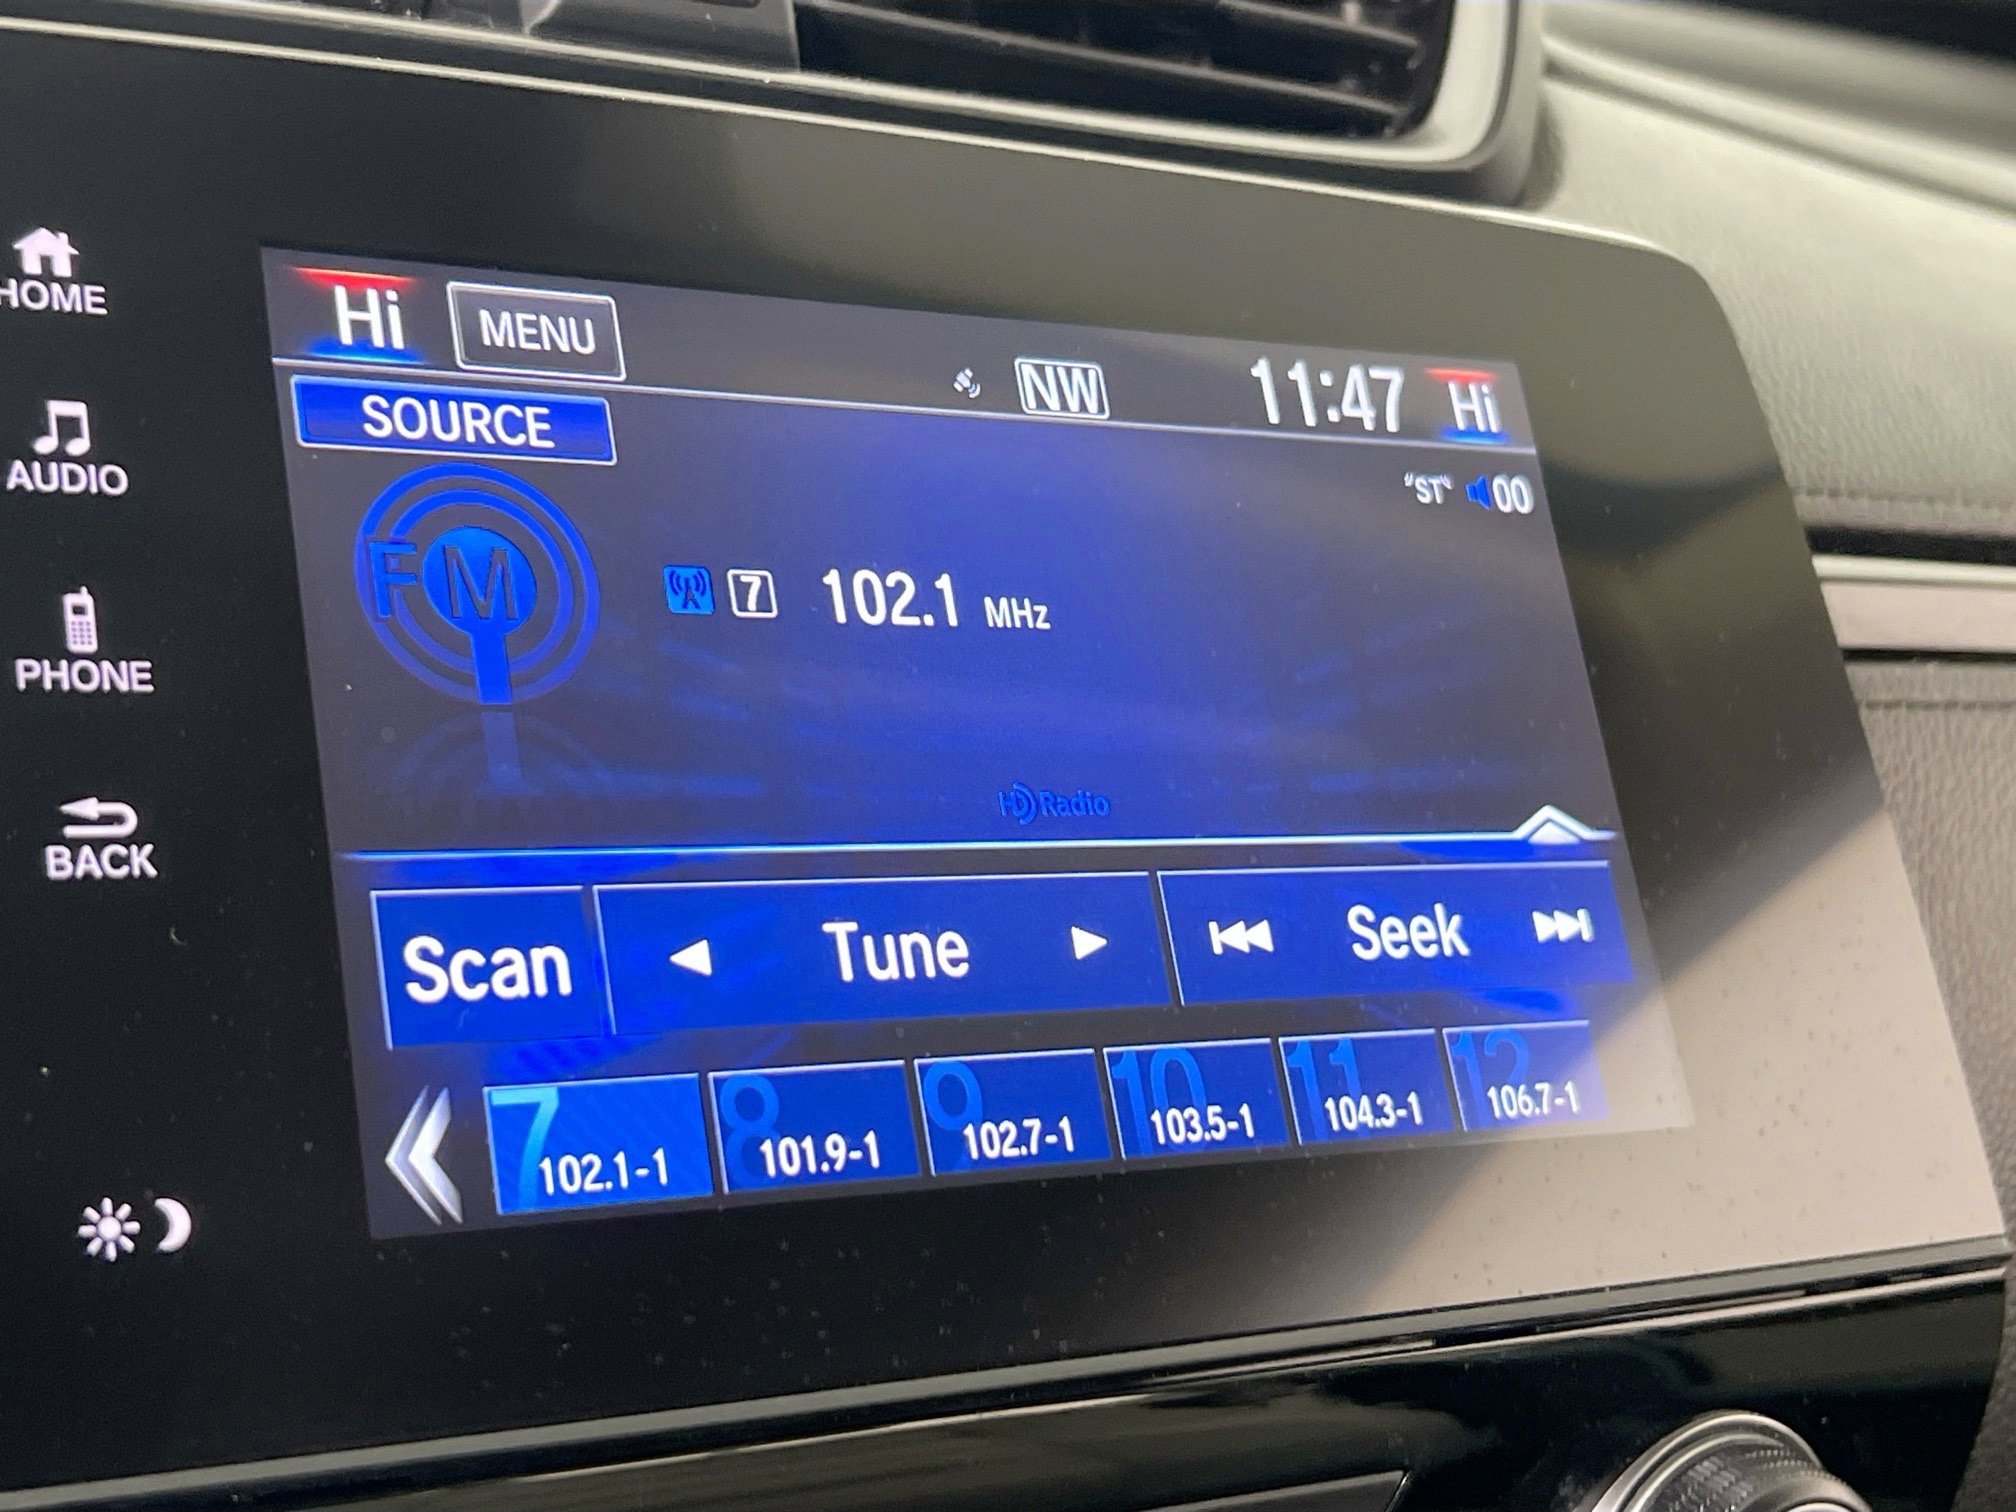 HOME
AUDIO
PHONE
BACK
Hi MENU NW 11:47 Hi
SOURCE
"ST" 00
FM
7 102.1 MHz
HD Radio
Scan Tune Seek
7 8 9 10 11 12
102.1-1 101.9-1 102.7-1 103.5-1 104.3-1 106.7-1